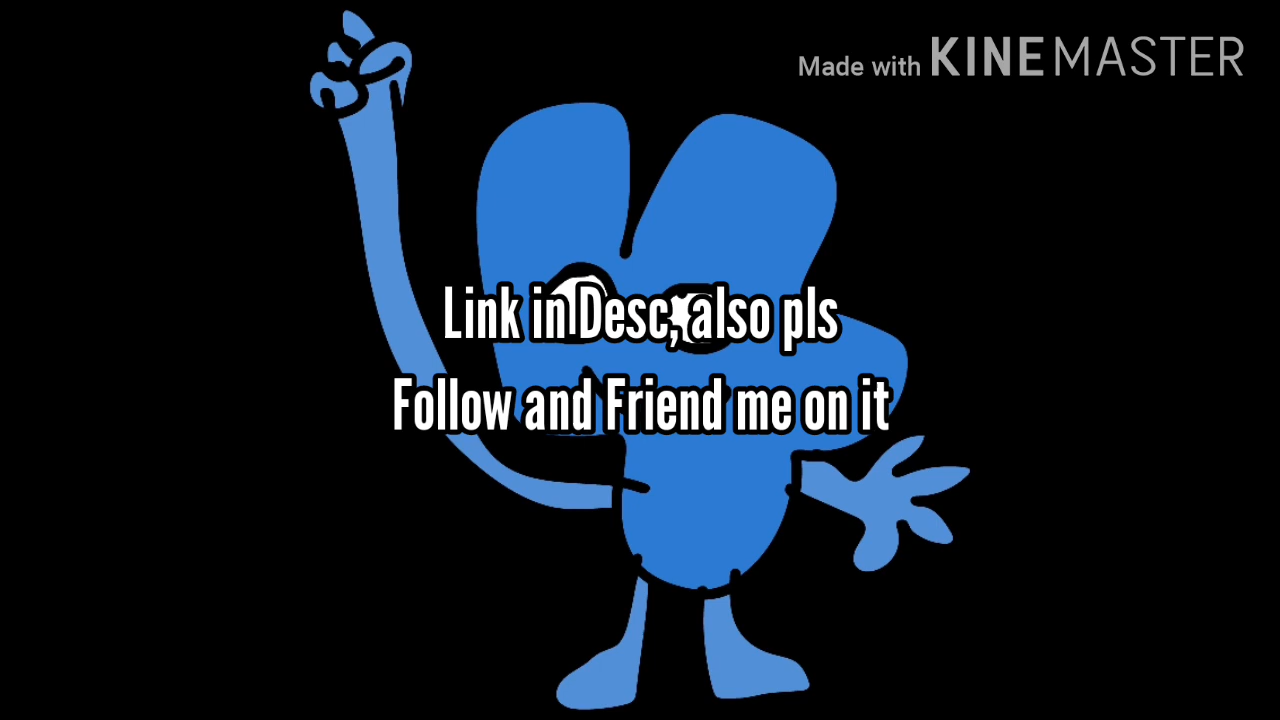 Made with KINEMASTER
Link in Desc, also pls
Follow and Friend me on it